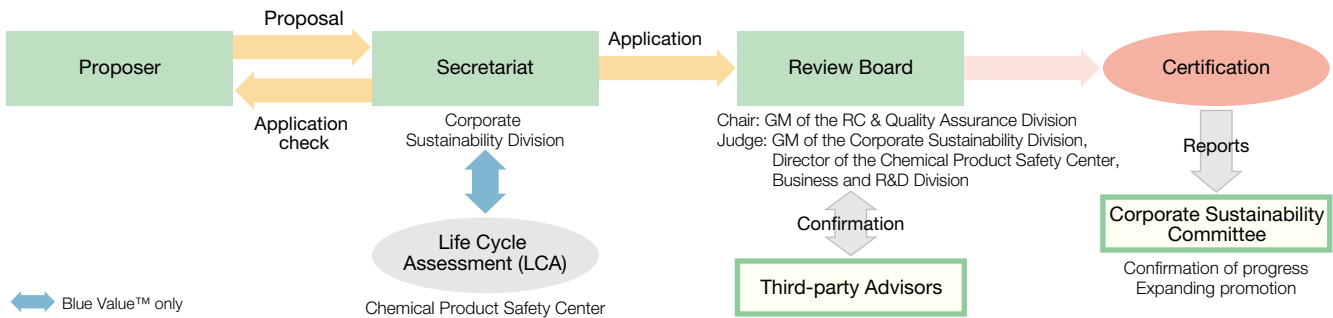 Proposal
Proposer
Application
check
Secretariat
Corporate
Sustainability Division
Life Cycle
Assessment (LCA)
Chemical Product Safety Center
Blue Value™ only
Application
Review Board
Chair: GM of the RC & Quality Assurance Division
Judge: GM of the Corporate Sustainability Division,
Director of the Chemical Product Safety Center,
Business and R&D Division
Confirmation
Third-party Advisors
Certification
Reports
Corporate Sustainability
Committee
Confirmation of progress
Expanding promotion